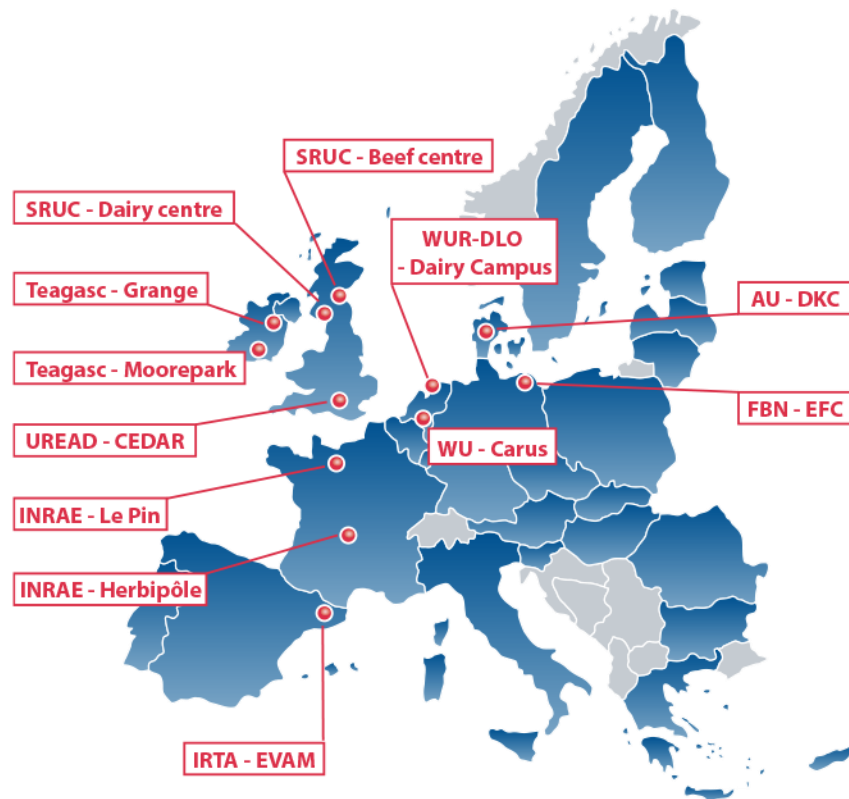 SRUC - Beef centre
SRUC - Dairy centre
WUR-DLO
- Dairy Campus
Teagasc - Grange
AU - DKC
Teagasc - Moorepark
FBN - EFC
UREAD - CEDAR
WU - Carus
INRAE - Le Pin
INRAE - Herbipôle
IRTA - EVAM